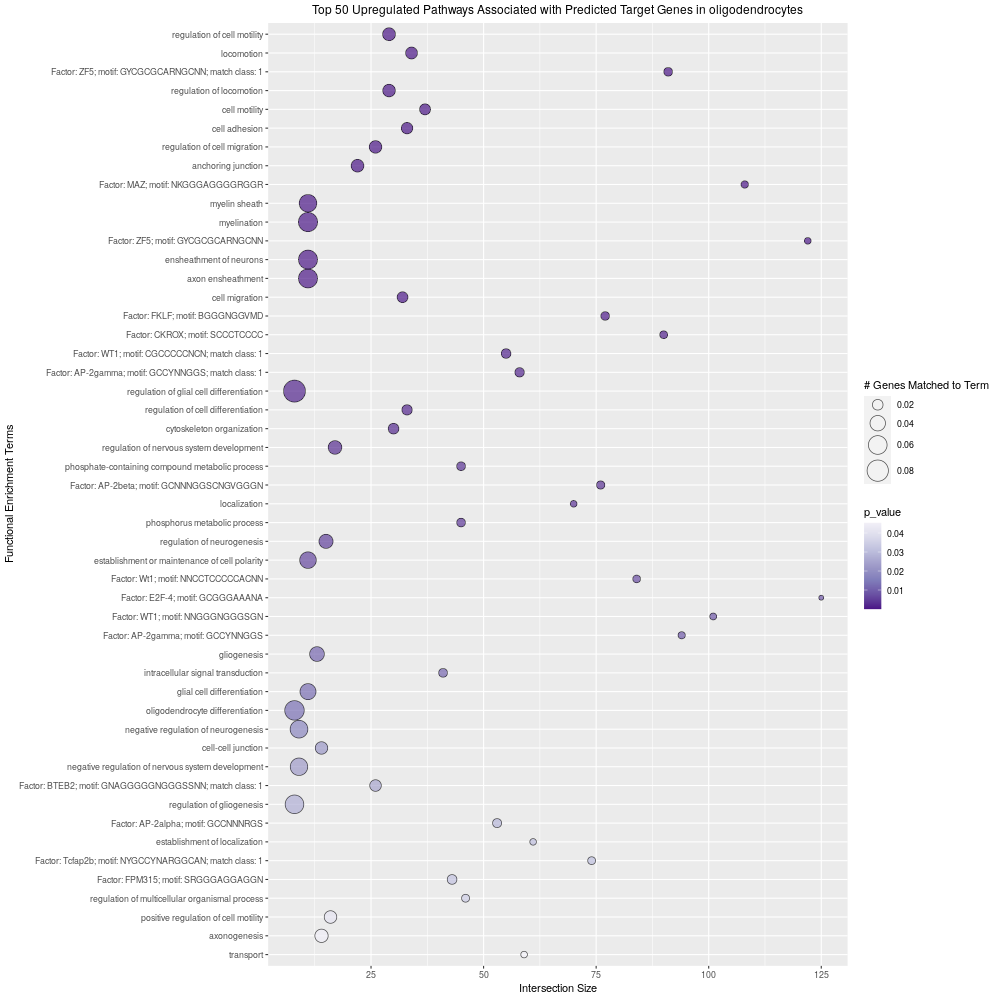 Top 50 Upregulated Pathways Associated with Predicted Target Genes in oligodendrocytes
Functional Enrichment Terms
regulation of cell motility
locomotion
Factor: ZF5; motif: GYCGCGCARNGCNN; match class: 1
regulation of locomotion
cell motility
cell adhesion
regulation of cell migration
anchoring junction
Factor: MAZ; motif: NKGGGAGGGGRGGR
myelin sheath
myelination
Factor: ZF5; motif: GYCGCGCARNGCNN
ensheathment of neurons
axon ensheathment
cell migration
Factor: FKLF; motif: BGGGNGGVMD
Factor: CKROX; motif: SCCCTCCCC
Factor: WT1; motif: CGCCCCCNCN; match class: 1
Factor: AP-2gamma; motif: GCCYNNGGS; match class: 1
regulation of glial cell differentiation
regulation of cell differentiation
cytoskeleton organization
regulation of nervous system development
phosphate-containing compound metabolic process
Factor: AP-2beta; motif: GCNNNGGSCNGVGGGN
localization
phosphorus metabolic process
regulation of neurogenesis
establishment or maintenance of cell polarity
Factor: Wt1; motif: NNCCTCCCCCACNN
Factor: E2F-4; motif: GCGGGAAANA
Factor: WT1; motif: NNGGGNGGGSGN
Factor: AP-2gamma; motif: GCCYNNGGS
gliogenesis
intracellular signal transduction
glial cell differentiation
oligodendrocyte differentiation
negative regulation of neurogenesis
cell-cell junction
negative regulation of nervous system development
Factor: BTEB2; motif: GNAGGGGGNGGGSSNN; match class: 1
regulation of gliogenesis
Factor: AP-2alpha; motif: GCCNNNRGS
establishment of localization
Factor: Tcfap2b; motif: NYGCCYNARGGCAN; match class: 1
Factor: FPM315; motif: SRGGGAGGAGGN
regulation of multicellular organismal process
positive regulation of cell motility
axonogenesis
transport
25 50 75 100 125
Intersection Size
# Genes Matched to Term
0.02
0.04
0.06
0.08
p_value
0.04
0.03
0.02
0.01